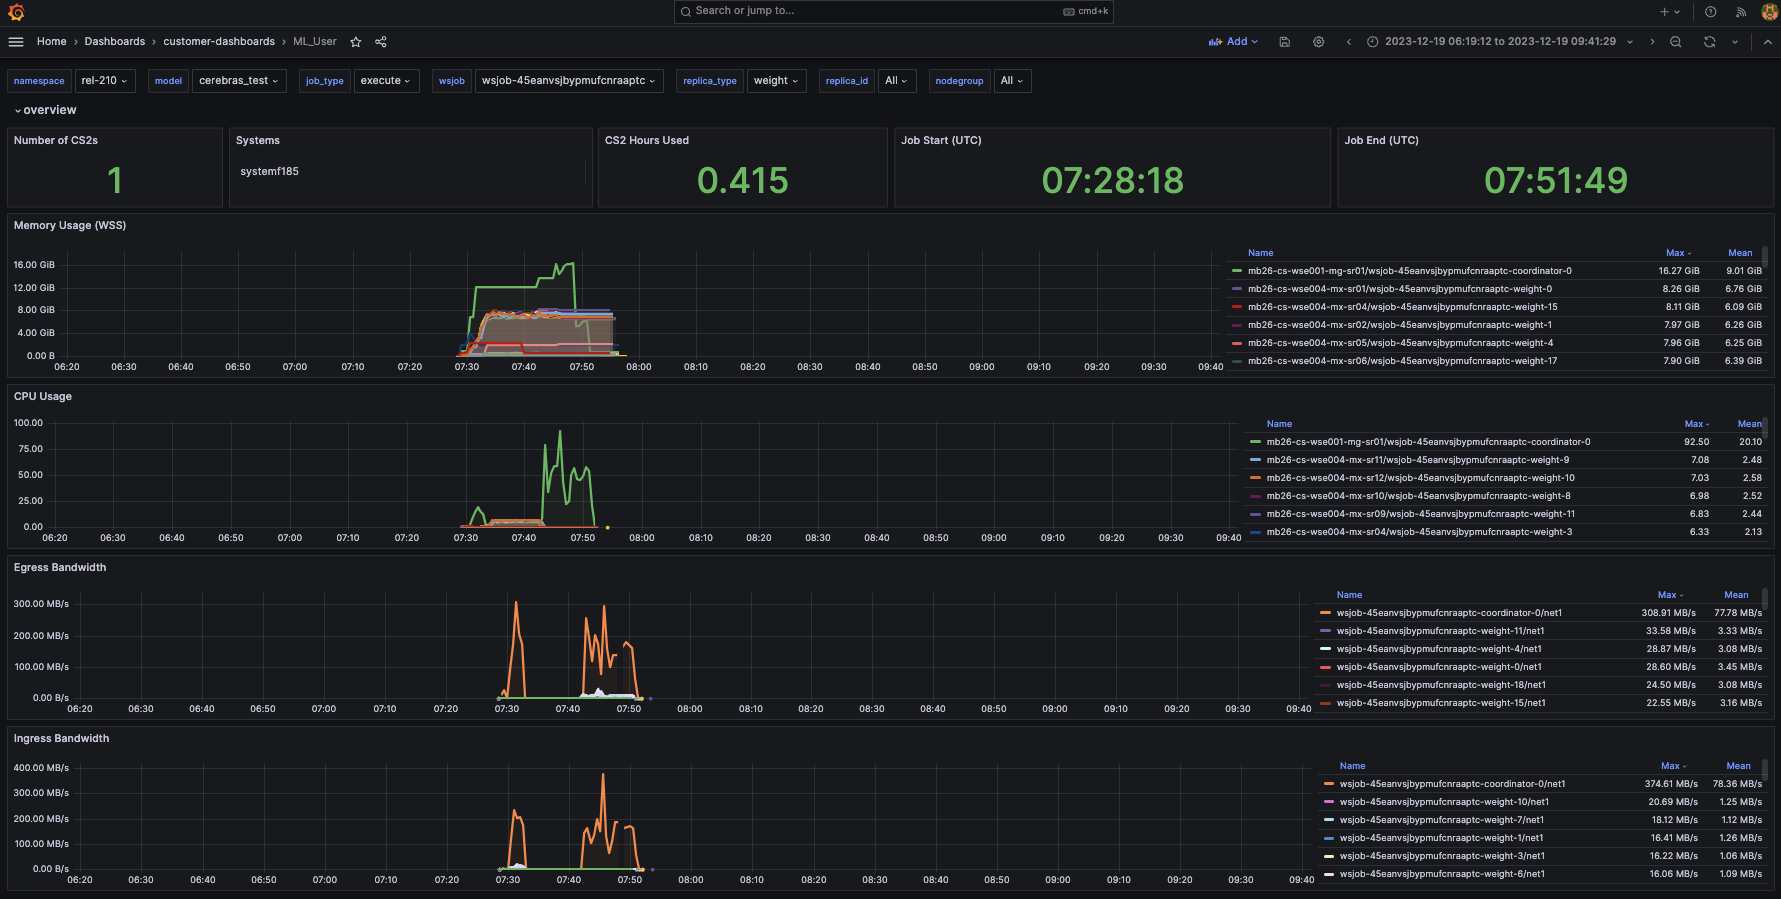 Search or jump to... cmd+k
Home › Dashboards › customer-dashboards › ML_User Add 2023-12-19 06:19:12 to 2023-12-19 09:41:29
namespace rel-210 model cerebras_test job_type execute wsjob wsjob-45eanvsjbypmufcnraaptc replica_type weight replica_id All nodegroup All
overview
Number of CS2s
1
Systems
systemf185
CS2 Hours Used
0.415
Job Start (UTC)
07:28:18
Job End (UTC)
07:51:49
Memory Usage (WSS)
16.00 GiB
12.00 GiB
8.00 GiB
4.00 GiB
0.00 B
06:20 06:30 06:40 06:50 07:00 07:10 07:20 07:30 07:40 07:50 08:00 08:10 08:20 08:30 08:40 08:50 09:00 09:10 09:20 09:30 09:40
Name Max Mean
mb26-cs-wse001-mg-sr01/wsjob-45eanvsjbypmufcnraaptc-coordinator-0 16.27 GiB 9.01 GiB
mb26-cs-wse004-mx-sr01/wsjob-45eanvsjbypmufcnraaptc-weight-0 8.26 GiB 6.76 GiB
mb26-cs-wse004-mx-sr04/wsjob-45eanvsjbypmufcnraaptc-weight-15 8.11 GiB 6.09 GiB
mb26-cs-wse004-mx-sr02/wsjob-45eanvsjbypmufcnraaptc-weight-1 7.97 GiB 6.26 GiB
mb26-cs-wse004-mx-sr05/wsjob-45eanvsjbypmufcnraaptc-weight-4 7.96 GiB 6.25 GiB
mb26-cs-wse004-mx-sr06/wsjob-45eanvsjbypmufcnraaptc-weight-17 7.90 GiB 6.39 GiB
CPU Usage
100.00
75.00
50.00
25.00
0.00
06:20 06:30 06:40 06:50 07:00 07:10 07:20 07:30 07:40 07:50 08:00 08:10 08:20 08:30 08:40 08:50 09:00 09:10 09:20 09:30 09:40
Name Max Mean
mb26-cs-wse001-mg-sr01/wsjob-45eanvsjbypmufcnraaptc-coordinator-0 92.50 20.10
mb26-cs-wse004-mx-sr11/wsjob-45eanvsjbypmufcnraaptc-weight-9 7.08 2.48
mb26-cs-wse004-mx-sr12/wsjob-45eanvsjbypmufcnraaptc-weight-10 7.03 2.58
mb26-cs-wse004-mx-sr10/wsjob-45eanvsjbypmufcnraaptc-weight-8 6.98 2.52
mb26-cs-wse004-mx-sr09/wsjob-45eanvsjbypmufcnraaptc-weight-11 6.83 2.44
mb26-cs-wse004-mx-sr04/wsjob-45eanvsjbypmufcnraaptc-weight-3 6.33 2.13
Egress Bandwidth
300.00 MB/s
200.00 MB/s
100.00 MB/s
0.00 B/s
06:20 06:30 06:40 06:50 07:00 07:10 07:20 07:30 07:40 07:50 08:00 08:10 08:20 08:30 08:40 08:50 09:00 09:10 09:20 09:30 09:40
Name Max Mean
wsjob-45eanvsjbypmufcnraaptc-coordinator-0/net1 308.91 MB/s 77.78 MB/s
wsjob-45eanvsjbypmufcnraaptc-weight-11/net1 33.58 MB/s 3.33 MB/s
wsjob-45eanvsjbypmufcnraaptc-weight-4/net1 28.87 MB/s 3.08 MB/s
wsjob-45eanvsjbypmufcnraaptc-weight-0/net1 28.60 MB/s 3.45 MB/s
wsjob-45eanvsjbypmufcnraaptc-weight-18/net1 24.50 MB/s 3.08 MB/s
wsjob-45eanvsjbypmufcnraaptc-weight-15/net1 22.55 MB/s 3.16 MB/s
Ingress Bandwidth
400.00 MB/s
300.00 MB/s
200.00 MB/s
100.00 MB/s
0.00 B/s
06:20 06:30 06:40 06:50 07:00 07:10 07:20 07:30 07:40 07:50 08:00 08:10 08:20 08:30 08:40 08:50 09:00 09:10 09:20 09:30 09:40
Name Max Mean
wsjob-45eanvsjbypmufcnraaptc-coordinator-0/net1 374.61 MB/s 78.36 MB/s
wsjob-45eanvsjbypmufcnraaptc-weight-10/net1 20.69 MB/s 1.25 MB/s
wsjob-45eanvsjbypmufcnraaptc-weight-7/net1 18.12 MB/s 1.12 MB/s
wsjob-45eanvsjbypmufcnraaptc-weight-1/net1 16.41 MB/s 1.26 MB/s
wsjob-45eanvsjbypmufcnraaptc-weight-3/net1 16.22 MB/s 1.06 MB/s
wsjob-45eanvsjbypmufcnraaptc-weight-6/net1 16.06 MB/s 1.09 MB/s